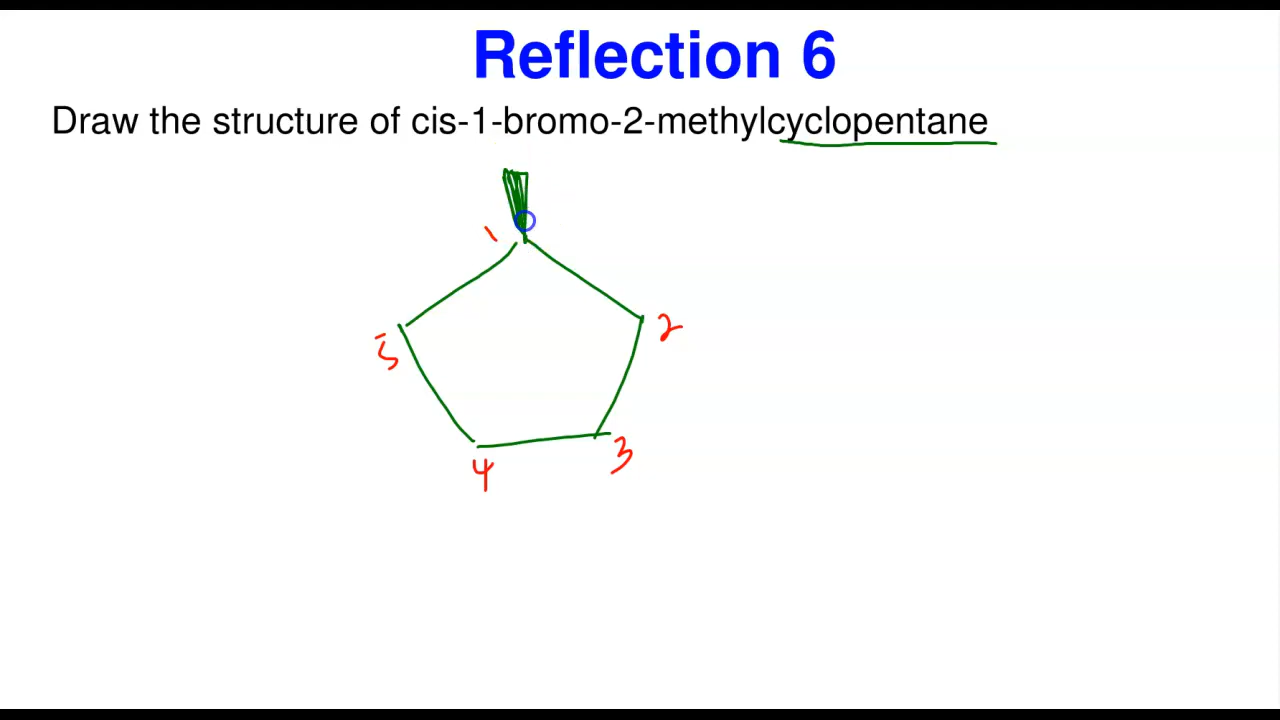 Reflection 6
Draw the structure of cis-1-bromo-2-methylcyclopentane
1
2
5
3
4